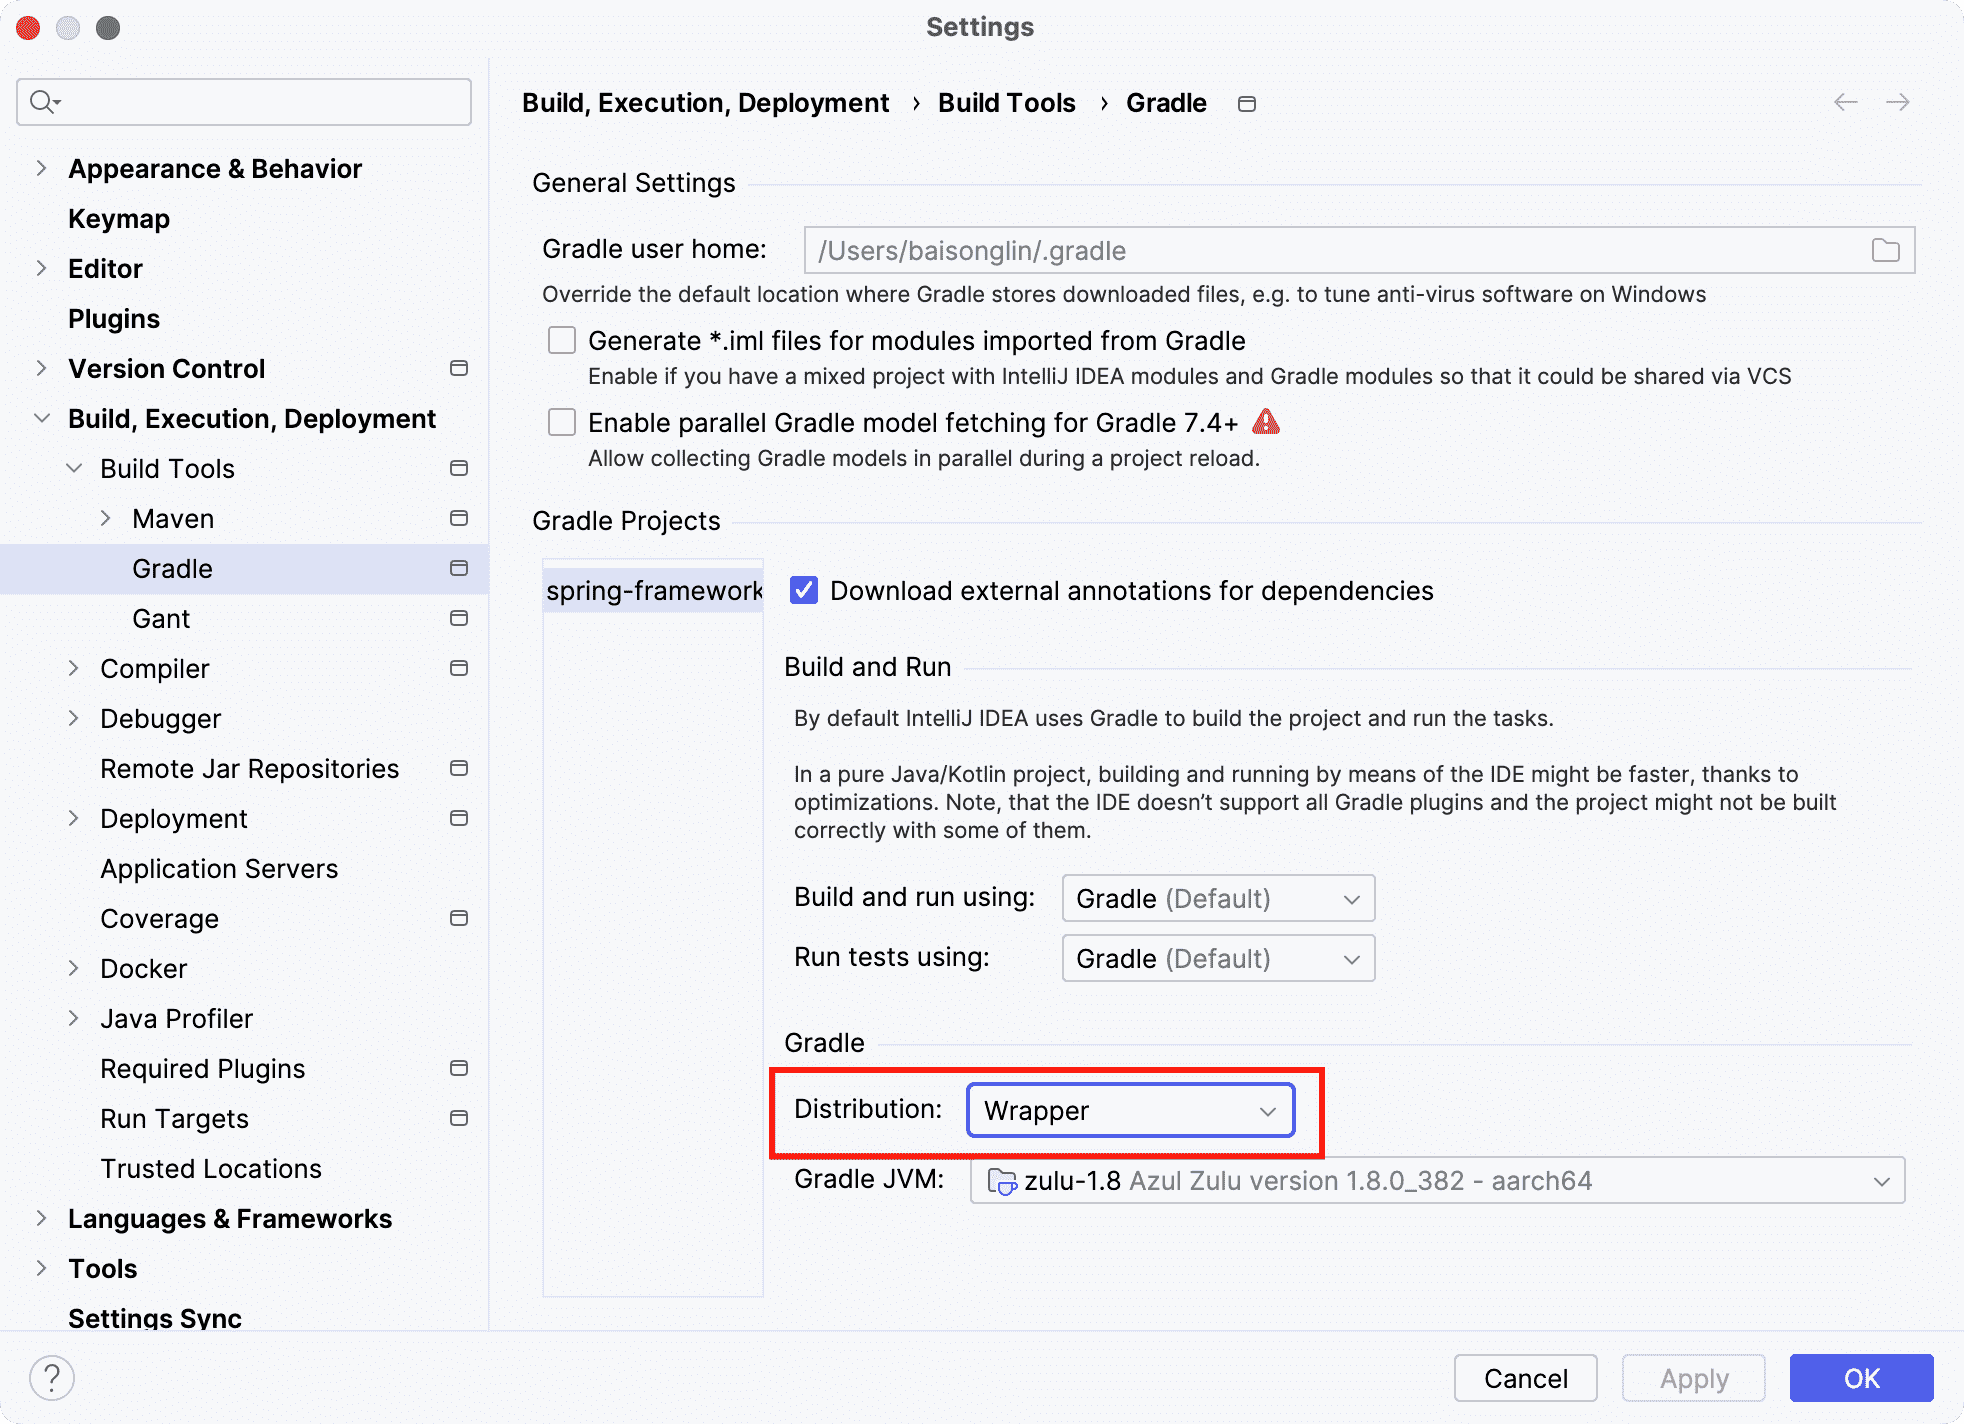 Settings
Appearance & Behavior
Keymap
Editor
Plugins
Version Control
Build, Execution, Deployment
Build Tools
Maven
Gradle
Gant
Compiler
Debugger
Remote Jar Repositories
Deployment
Application Servers
Coverage
Docker
Java Profiler
Required Plugins
Run Targets
Trusted Locations
Languages & Frameworks
Tools
Settings Sync
Build, Execution, Deployment › Build Tools › Gradle
General Settings
Gradle user home: /Users/baisonglin/.gradle
Override the default location where Gradle stores downloaded files, e.g. to tune anti-virus software on Windows
Generate *.iml files for modules imported from Gradle
Enable if you have a mixed project with IntelliJ IDEA modules and Gradle modules so that it could be shared via VCS
Enable parallel Gradle model fetching for Gradle 7.4+
Allow collecting Gradle models in parallel during a project reload.
Gradle Projects
spring-framework
Download external annotations for dependencies
Build and Run
By default IntelliJ IDEA uses Gradle to build the project and run the tasks.
In a pure Java/Kotlin project, building and running by means of the IDE might be faster, thanks to
optimizations. Note, that the IDE doesn't support all Gradle plugins and the project might not be built
correctly with some of them.
Build and run using: Gradle (Default)
Run tests using: Gradle (Default)
Gradle
Distribution: Wrapper
Gradle JVM: zulu-1.8 Azul Zulu version 1.8.0_382 - aarch64
?
Cancel
Apply
OK